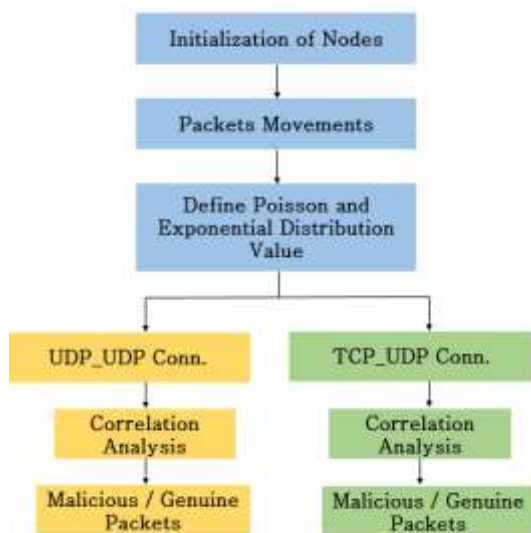 Initialization of Nodes
Packets Movements
Define Poisson and
Exponential Distribution
Value
UDP_UDP Conn.
TCP_UDP Conn.
Correlation
Analysis
Correlation
Analysis
Malicious / Genuine
Packets
Malicious / Genuine
Packets